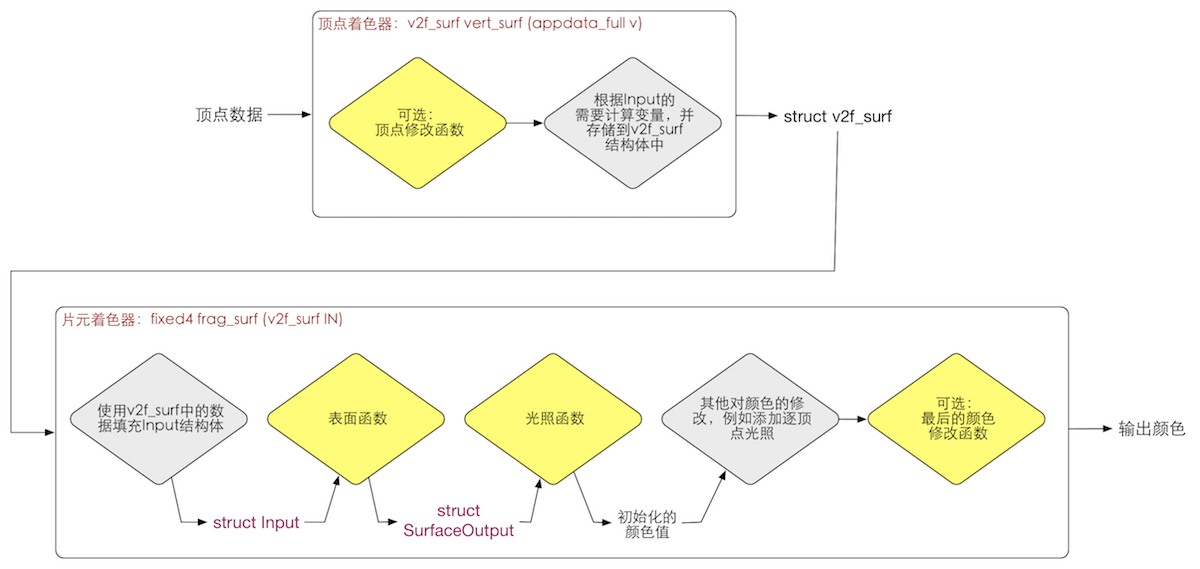 顶点着色器：v2f_surf vert_surf (appdata_full v)
顶点数据
可选：
顶点修改函数
根据Input的
需要计算变量，并
存储到v2f_surf
结构体中
struct v2f_surf
片元着色器：fixed4 frag_surf (v2f_surf IN)
使用v2f_surf中的数
据填充Input结构体
struct Input
表面函数
struct
SurfaceOutput
光照函数
初始化的
颜色值
其他对颜色的修
改，例如添加逐顶
点光照
可选：
最后的颜色
修改函数
输出颜色